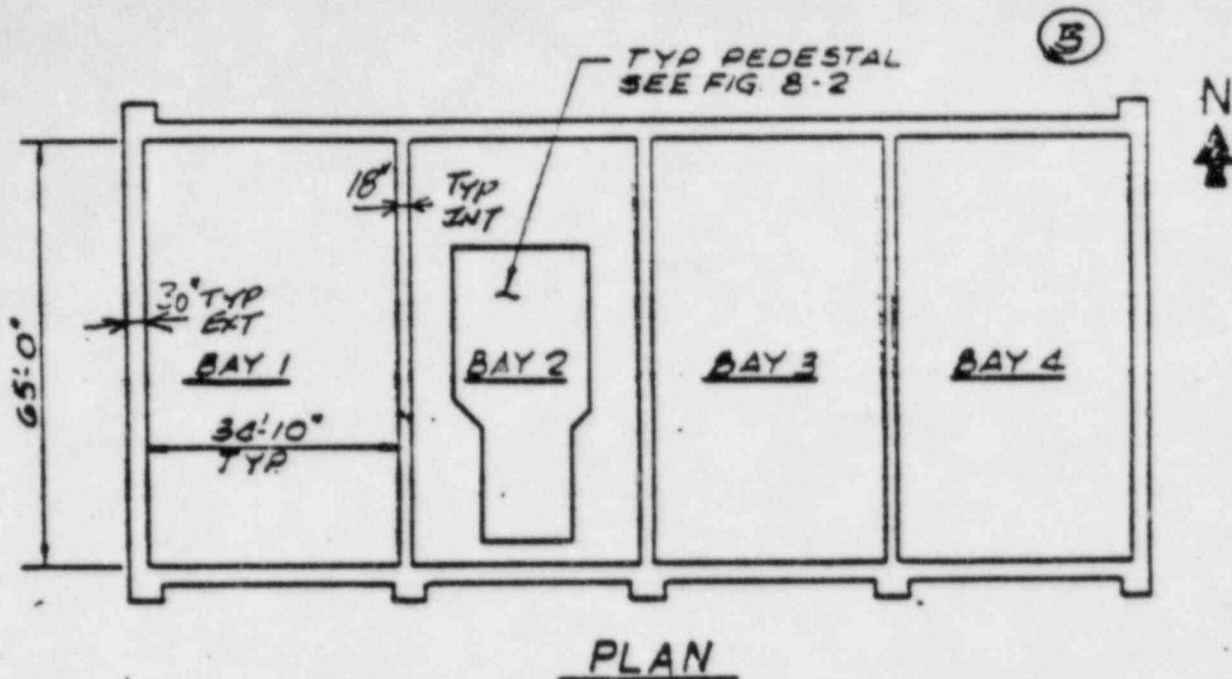 5
TYP PEDESTAL
SEE FIG. 8-2
N
18"
TYP
INT
30" TYP
EXT
65'-0"
BAY 1
BAY 2
BAY 3
BAY 4
34'-10"
TYP.
PLAN